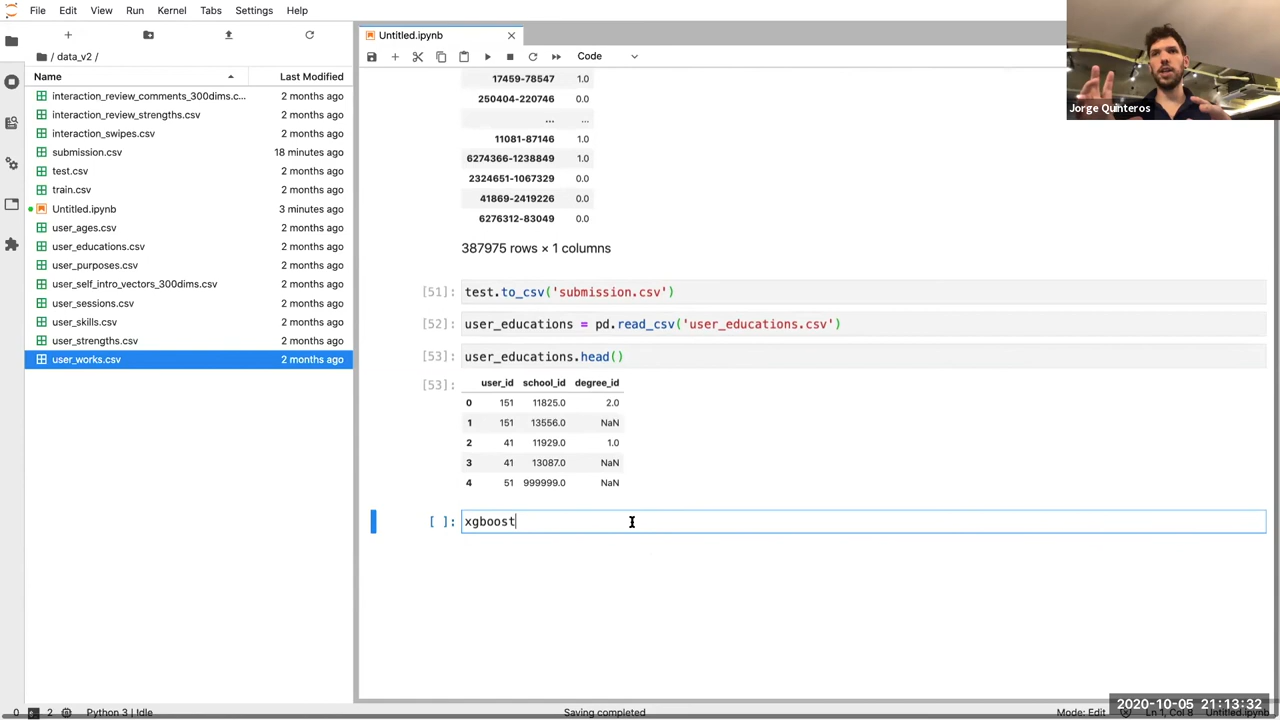 File Edit View Run Kernel Tabs Settings Help
/ data_v2 /
Name Last Modified
interaction_review_comments_300dims.c... 2 months ago
interaction_review_strengths.csv 2 months ago
interaction_swipes.csv 2 months ago
submission.csv 18 minutes ago
test.csv 2 months ago
train.csv 2 months ago
Untitled.ipynb 3 minutes ago
user_ages.csv 2 months ago
user_educations.csv 2 months ago
user_purposes.csv 2 months ago
user_self_intro_vectors_300dims.csv 2 months ago
user_sessions.csv 2 months ago
user_skills.csv 2 months ago
user_strengths.csv 2 months ago
user_works.csv 2 months ago
Untitled.ipynb
Code
17459-78547 1.0
250404-220746 0.0
... ...
11081-87146 1.0
6274366-1238849 1.0
2324651-1067329 0.0
41869-2419226 0.0
6276312-83049 0.0
387975 rows × 1 columns
[51]: test.to_csv('submission.csv')
[52]: user_educations = pd.read_csv('user_educations.csv')
[53]: user_educations.head()
[53]: user_id school_id degree_id
0 151 11825.0 2.0
1 151 13556.0 NaN
2 41 11929.0 1.0
3 41 13087.0 NaN
4 51 999999.0 NaN
[ ]: xgboost
Jorge Quinteros
2020-10-05 21:13:32
0 2 Python 3 | Idle Saving completed Mode: Edit Ln 1, Col 8 Untitled.ipynb